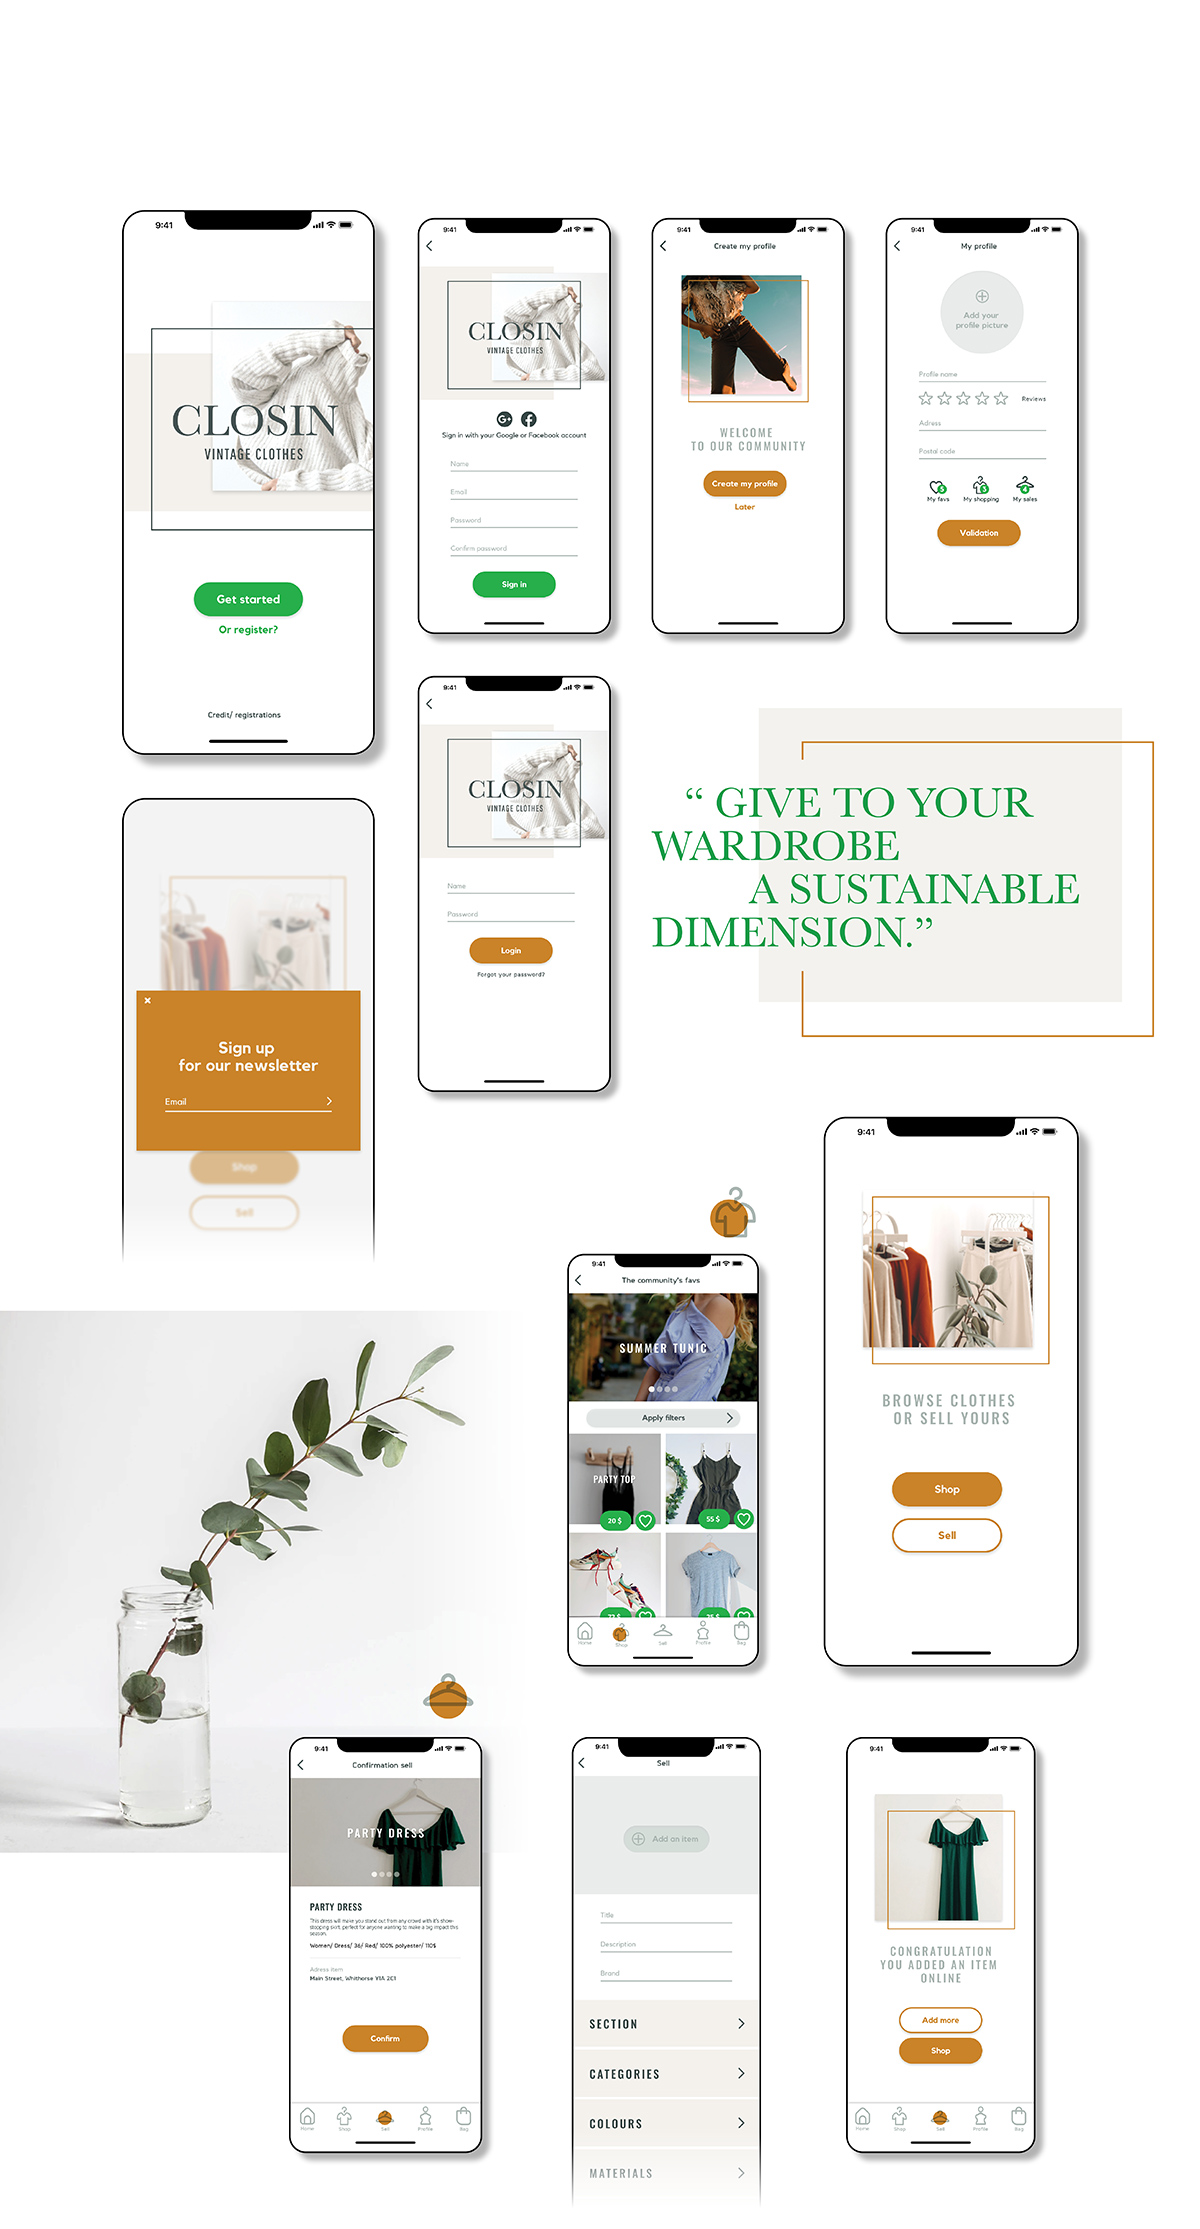 9:41
CLOSIN
VINTAGE CLOTHES
Get started
Or register?
Credit/ registrations
9:41
CLOSIN
VINTAGE CLOTHES
Sign in with your Google or Facebook account
Name
Email
Password
Confirm password
Sign in
9:41
Create my profile
WELCOME
TO OUR COMMUNITY
Create my profile
Later
9:41
My profile
Add your
profile picture
Profile name
Reviews
Adress
Postal code
My favs
My shopping
My sales
Validation
9:41
CLOSIN
VINTAGE CLOTHES
Name
Password
Login
Forgot your password?
“ GIVE TO YOUR
WARDROBE
A SUSTAINABLE
DIMENSION.”
Sign up
for our newsletter
Email
Shop
Sell
9:41
The community's favs
SUMMER TUNIC
Apply filters
PARTY TOP
20 $
55 $
Home
Shop
Sell
Profile
Bag
9:41
BROWSE CLOTHES
OR SELL YOURS
Shop
Sell
9:41
Confirmation sell
PARTY DRESS
PARTY DRESS
This dress will make you stand out from any crowd with it's show-
stopping skirt, perfect for anyone wanting to make a big impact this
season.
Women/ Dress/ 36/ Red/ 100% polyester/ 110$
Adress item
Main Street, Whithorse Y1A 2C1
Confirm
Home
Shop
Sell
Profile
Bag
9:41
Sell
Add an item
Title
Description
Brand
SECTION
CATEGORIES
COLOURS
MATERIALS
9:41
CONGRATULATION
YOU ADDED AN ITEM
ONLINE
Add more
Shop
Home
Shop
Sell
Profile
Bag